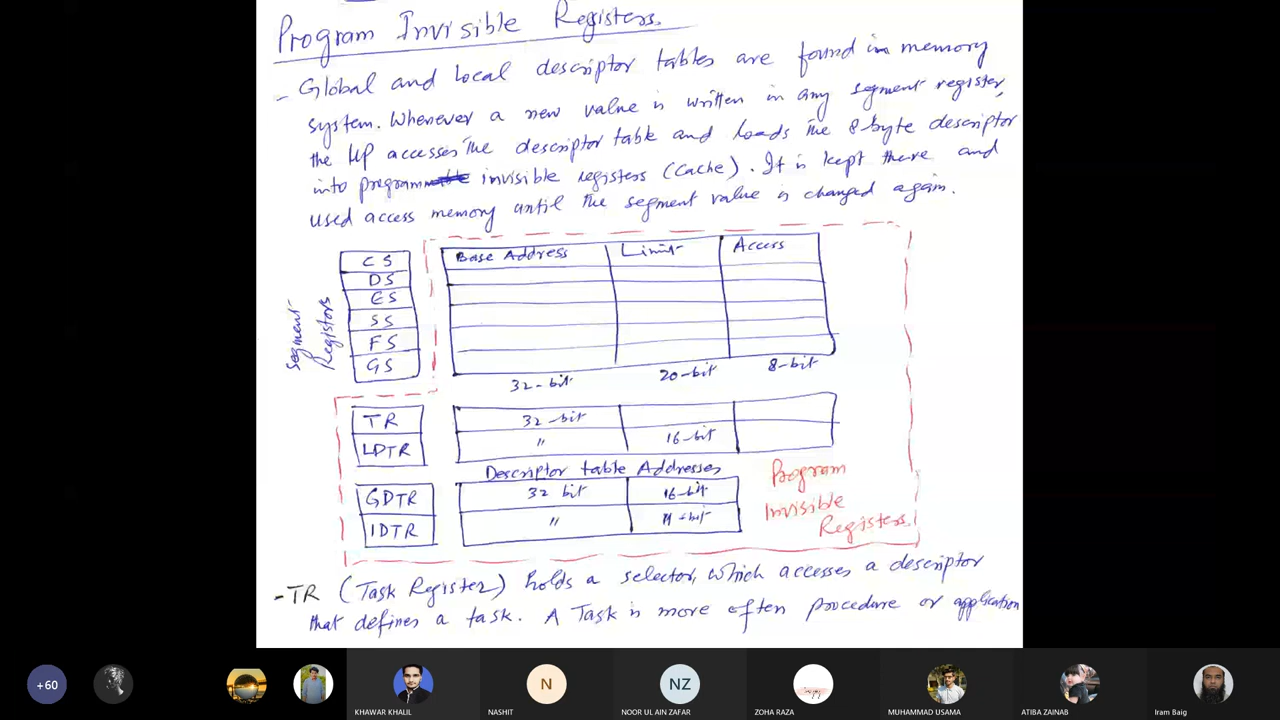 Program Invisible Registers.
- Global and Local descriptor tables are found in memory
system. Whenever a new value is written in any segment register,
the µP accesses the descriptor table and loads the 8-byte descriptor
into program invisible registers (Cache). It is kept there and
used access memory until the segment value is changed again.
Segment Registers
CS
DS
ES
SS
FS
GS
Base Address Limit Access
32-bit 20-bit 8-bit
TR 32-bit
LDTR " 16-bit
Descriptor table Addresses
GDTR 32 bit 16-bit
IDTR " -bit
Program
Invisible
Registers.
-TR (Task Register) holds a selector, which accesses a descriptor
that defines a task. A Task is more often procedure or application
+60
KHAWAR KHALIL
N
NASHIT
NZ
NOOR UL AIN ZAFAR
ZOHA RAZA
MUHAMMAD USAMA
ATIBA ZAINAB
Iram Baig